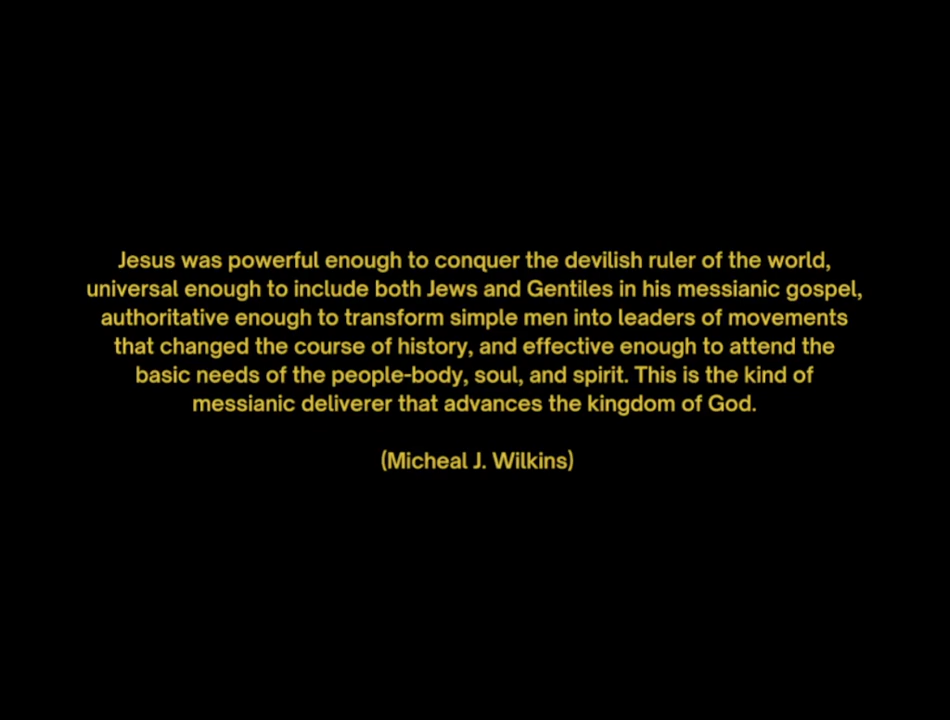 Jesus was powerful enough to conquer the devilish ruler of the world,
universal enough to include both Jews and Gentiles in his messianic gospel,
authoritative enough to transform simple men into leaders of movements
that changed the course of history, and effective enough to attend the
basic needs of the people-body, soul, and spirit. This is the kind of
messianic deliverer that advances the kingdom of God.
(Micheal J. Wilkins)